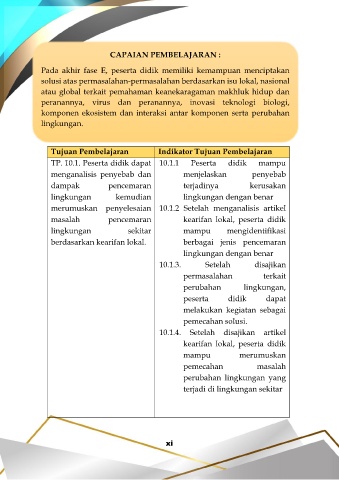 CAPAIAN PEMBELAJARAN :
Pada akhir fase E, peserta didik memiliki kemampuan menciptakan
solusi atas permasalahan-permasalahan berdasarkan isu lokal, nasional
atau global terkait pemahaman keanekaragaman makhluk hidup dan
peranannya, virus dan peranannya, inovasi teknologi biologi,
komponen ekosistem dan interaksi antar komponen serta perubahan
lingkungan.
Tujuan Pembelajaran
TP. 10.1. Peserta didik dapat
menganalisis penyebab dan
dampak pencemaran
lingkungan kemudian
merumuskan penyelesaian
masalah pencemaran
lingkungan sekitar
berdasarkan kearifan lokal.
Indikator Tujuan Pembelajaran
10.1.1 Peserta didik mampu
menjelaskan penyebab
terjadinya kerusakan
lingkungan dengan benar
10.1.2 Setelah menganalisis artikel
kearifan lokal, peserta didik
mampu mengidentiifikasi
berbagai jenis pencemaran
lingkungan dengan benar
10.1.3. Setelah disajikan
permasalahan terkait
perubahan lingkungan,
peserta didik dapat
melakukan kegiatan sebagai
pemecahan solusi.
10.1.4. Setelah disajikan artikel
kearifan lokal, peserta didik
mampu merumuskan
pemecahan masalah
perubahan lingkungan yang
terjadi di lingkungan sekitar
xi